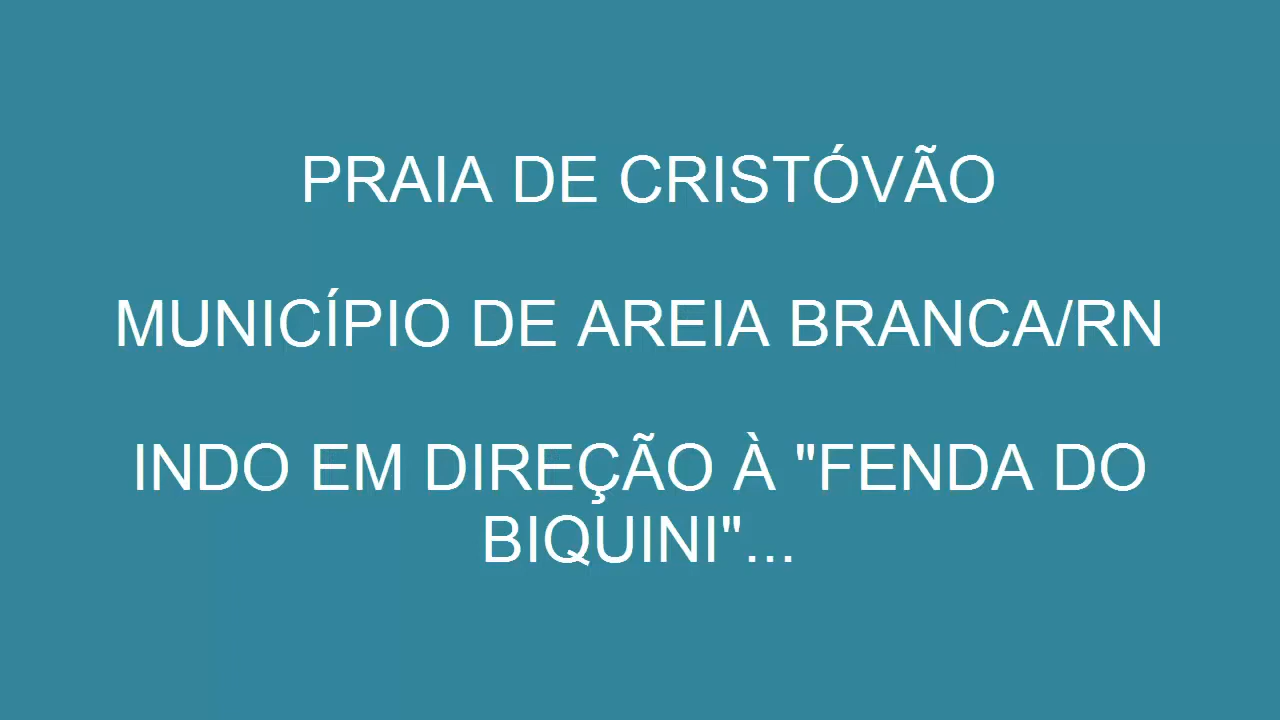 PRAIA DE CRISTÓVÃO
MUNICÍPIO DE AREIA BRANCA/RN
INDO EM DIREÇÃO À "FENDA DO
BIQUINI"...